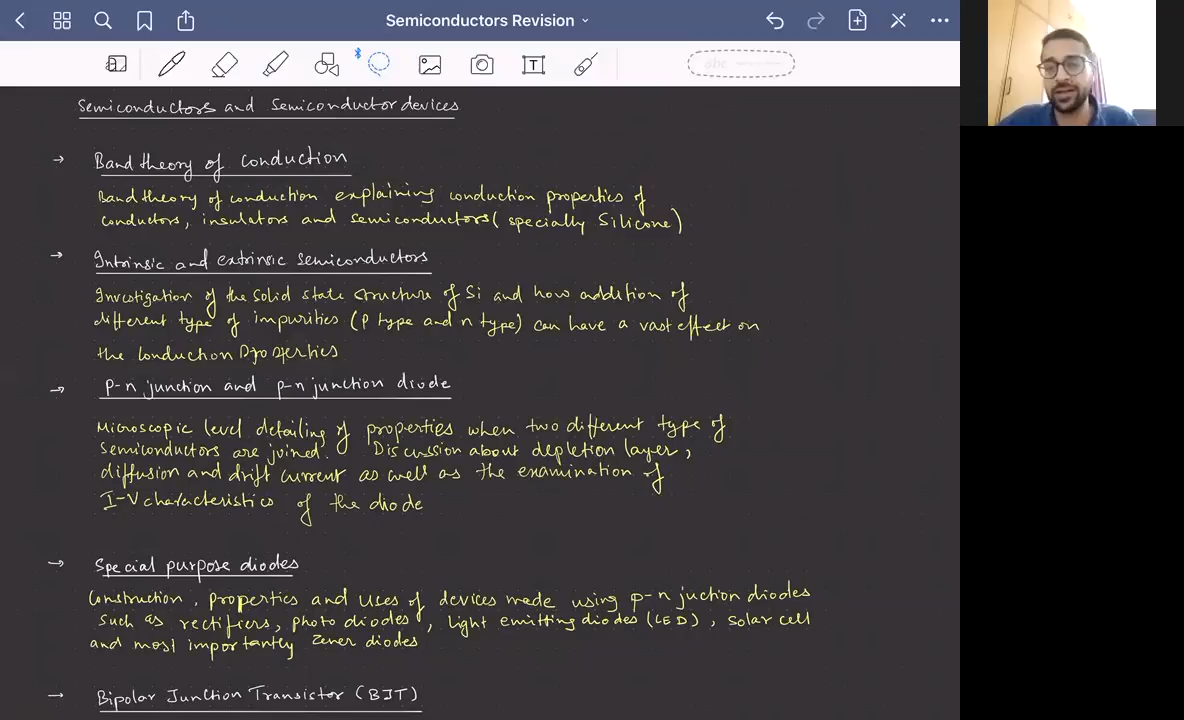 Semiconductors Revision
Semiconductors and Semiconductor devices
→ Band theory of conduction
Band theory of conduction explaining conduction properties of
conductors, insulators and semiconductors (specially Silicone)
→ Intrinsic and extrinsic semiconductors
Investigation of the solid state structure of Si and how addition of
different type of impurities (P type and n type) can have a vast effect on
the conduction properties
→ P-n junction and p-n junction diode
Microscopic level detailing of properties when two different type of
semiconductors are joined. Discussion about depletion layer,
diffusion and drift current as well as the examination of
I-V characteristics of the diode
→ Special purpose diodes
Construction, properties and uses of devices made using p-n juction diodes
such as rectifiers, photo diodes, light emitting diodes (LED), solar cell
and most importantly Zener diodes
→ Bipolar Junction Transistor (BJT)